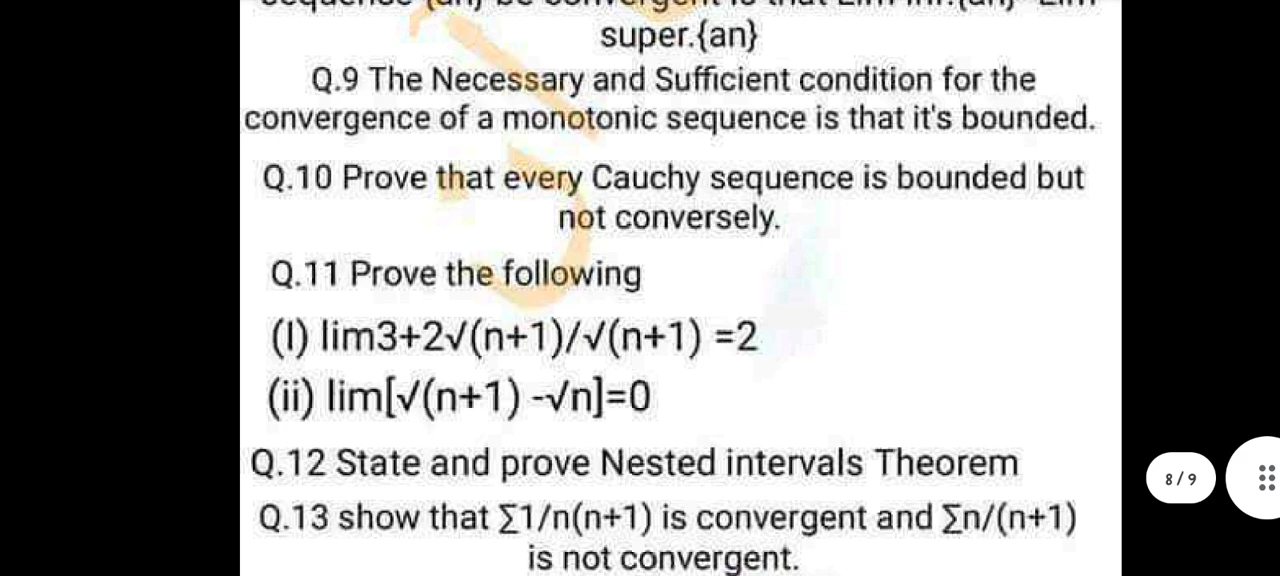 super.{an}
Q.9 The Necessary and Sufficient condition for the
convergence of a monotonic sequence is that it's bounded.
Q.10 Prove that every Cauchy sequence is bounded but
not conversely.
Q.11 Prove the following
(I) lim3+2√(n+1)/√(n+1) =2
(ii) lim[√(n+1) -√n]=0
Q.12 State and prove Nested intervals Theorem
8 / 9
Q.13 show that ∑1/n(n+1) is convergent and ∑n/(n+1)
is not convergent.